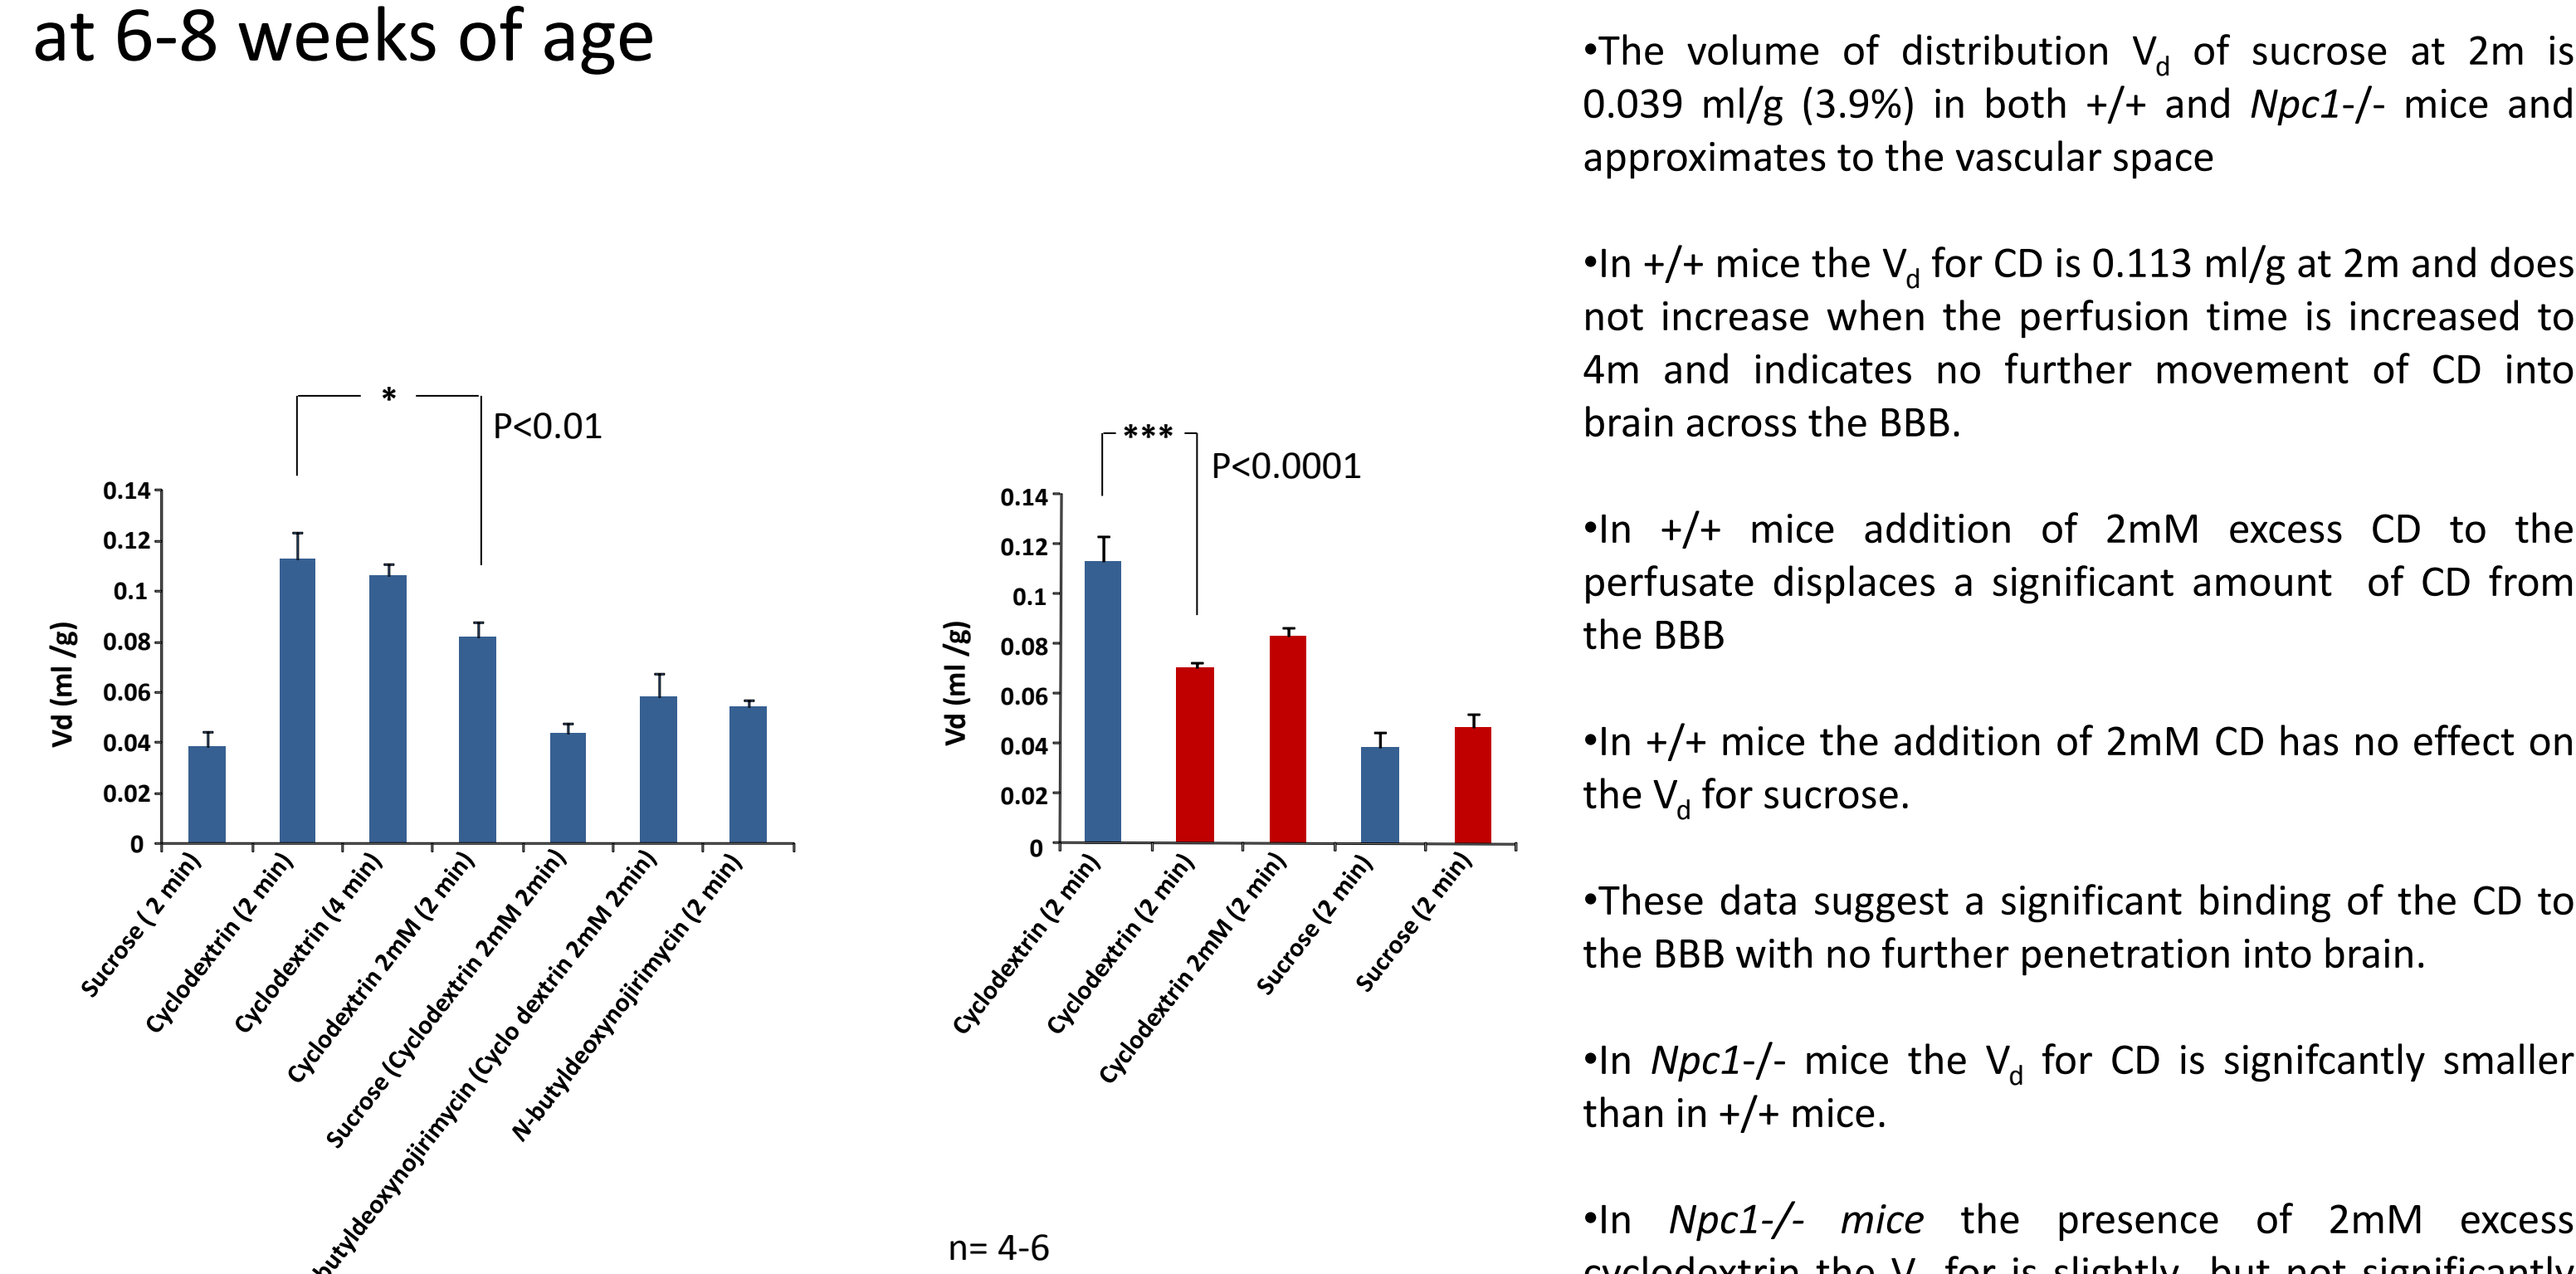 at 6-8 weeks of age
*
P<0.01
0.14
0.12
0.1
0.08
0.06
0.04
0.02
0
Vd (ml /g)
Sucrose ( 2 min)
Cyclodextrin (2 min)
Cyclodextrin (4 min)
Cyclodextrin 2mM (2 min)
Sucrose (Cyclodextrin 2mM 2min)
butyldeoxynojirimycin (Cyclo dextrin 2mM 2min)
N-butyldeoxynojirimycin (2 min)
***
P<0.0001
0.14
0.12
0.1
0.08
0.06
0.04
0.02
0
Vd (ml /g)
Cyclodextrin (2 min)
Cyclodextrin (2 min)
Cyclodextrin 2mM (2 min)
Sucrose (2 min)
Sucrose (2 min)
n= 4-6
•The volume of distribution Vd of sucrose at 2m is
0.039 ml/g (3.9%) in both +/+ and Npc1-/- mice and
approximates to the vascular space
•In +/+ mice the Vd for CD is 0.113 ml/g at 2m and does
not increase when the perfusion time is increased to
4m and indicates no further movement of CD into
brain across the BBB.
•In +/+ mice addition of 2mM excess CD to the
perfusate displaces a significant amount of CD from
the BBB
•In +/+ mice the addition of 2mM CD has no effect on
the Vd for sucrose.
•These data suggest a significant binding of the CD to
the BBB with no further penetration into brain.
•In Npc1-/- mice the Vd for CD is signifcantly smaller
than in +/+ mice.
•In Npc1-/- mice the presence of 2mM excess
cyclodextrin the V for is slightly but not significantly